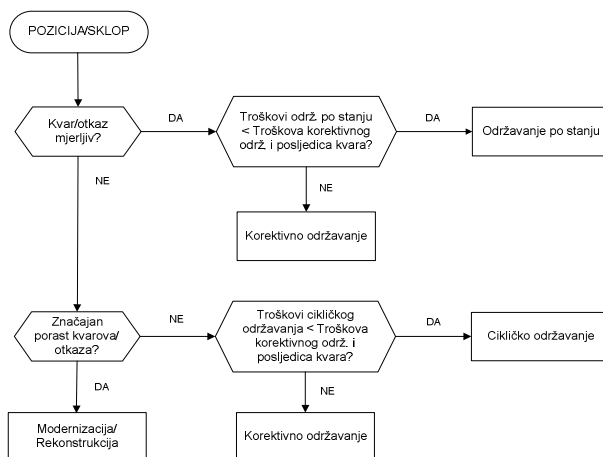 POZICIJA/SKLOP
Kvar/otkaz
mjerljiv?
DA
Troškovi održ. po stanju
< Troškova korektivnog
održ. i posljedica kvara?
DA
Održavanje po stanju
NE
NE
Korektivno održavanje
Značajan
porast kvarova/
otkaza?
NE
Troškovi cikličkog
održavanja < Troškova
korektivnog održ. i
posljedica kvara?
DA
Cikličko održavanje
DA
NE
Modernizacija/
Rekonstrukcija
Korektivno održavanje